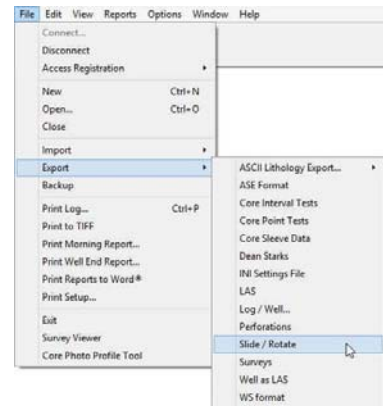 File Edit View Reports Options Window Help
Connect...
Disconnect
Access Registration
New Ctrl+N
Open... Ctrl+O
Close
Import
Export
Backup
Print Log... Ctrl+P
Print to TIFF
Print Morning Report...
Print Well End Report...
Print Reports to Word®
Print Setup...
Exit
Survey Viewer
Core Photo Profile Tool
ASCII Lithology Export...
ASE Format
Core Interval Tests
Core Point Tests
Core Sleeve Data
Dean Starks
INI Settings File
LAS
Log / Well...
Perforations
Slide / Rotate
Surveys
Well as LAS
WS format